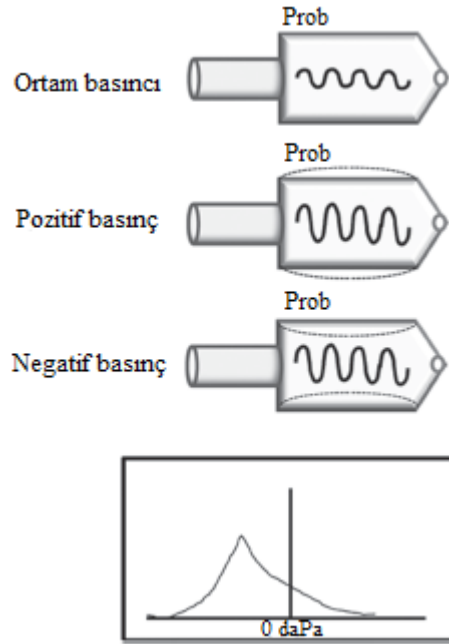 Prob
Ortam basıncı
Prob
Pozitif basınç
Prob
Negatif basınç
0 daPa